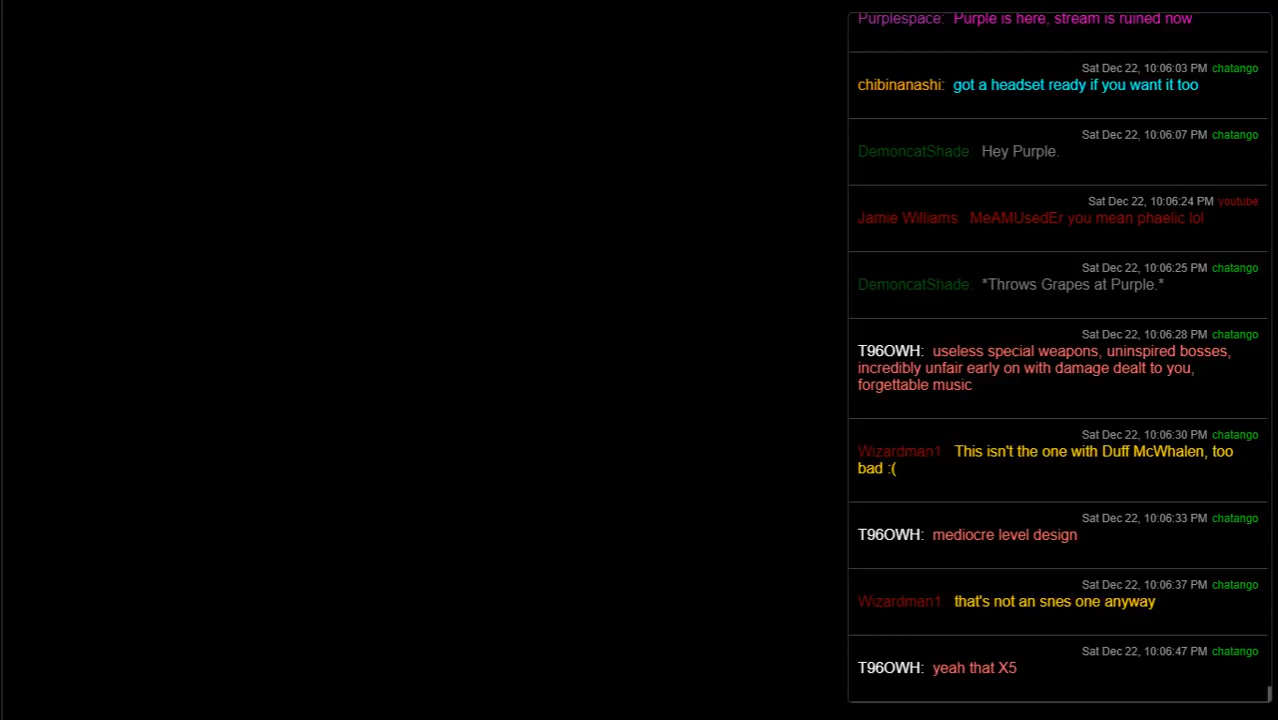 Purplespace: Purple is here, stream is ruined now
Sat Dec 22, 10:06:03 PM chatango
chibinanashi: got a headset ready if you want it too
Sat Dec 22, 10:06:07 PM chatango
DemoncatShade: Hey Purple.
Sat Dec 22, 10:06:24 PM youtube
Jamie Williams MeAMUsedEr you mean phaelic lol
Sat Dec 22, 10:06:25 PM chatango
DemoncatShade: *Throws Grapes at Purple.*
Sat Dec 22, 10:06:28 PM chatango
T96OWH: useless special weapons, uninspired bosses,
incredibly unfair early on with damage dealt to you,
forgettable music
Sat Dec 22, 10:06:30 PM chatango
Wizardman1 This isn't the one with Duff McWhalen, too
bad :(
Sat Dec 22, 10:06:33 PM chatango
T96OWH: mediocre level design
Sat Dec 22, 10:06:37 PM chatango
Wizardman1 that's not an snes one anyway
Sat Dec 22, 10:06:47 PM chatango
T96OWH: yeah that X5